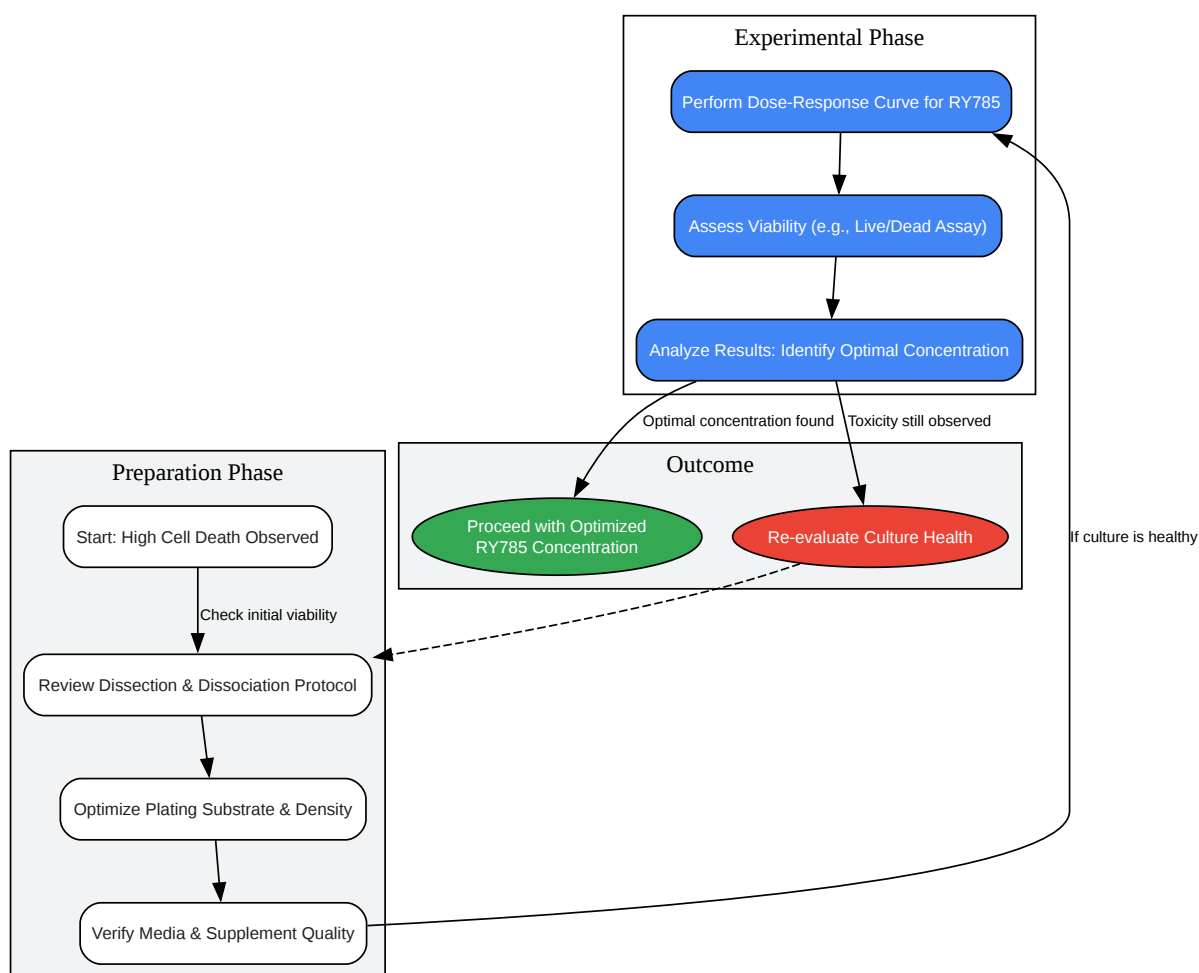 Experimental Phase
Perform Dose-Response Curve for RY785
Assess Viability (e.g., Live/Dead Assay)
Analyze Results: Identify Optimal Concentration
Optimal concentration found
Toxicity still observed
Outcome
Proceed with Optimized
RY785 Concentration
Re-evaluate Culture Health
If culture is healthy
Preparation Phase
Start: High Cell Death Observed
Check initial viability
Review Dissection & Dissociation Protocol
Optimize Plating Substrate & Density
Verify Media & Supplement Quality